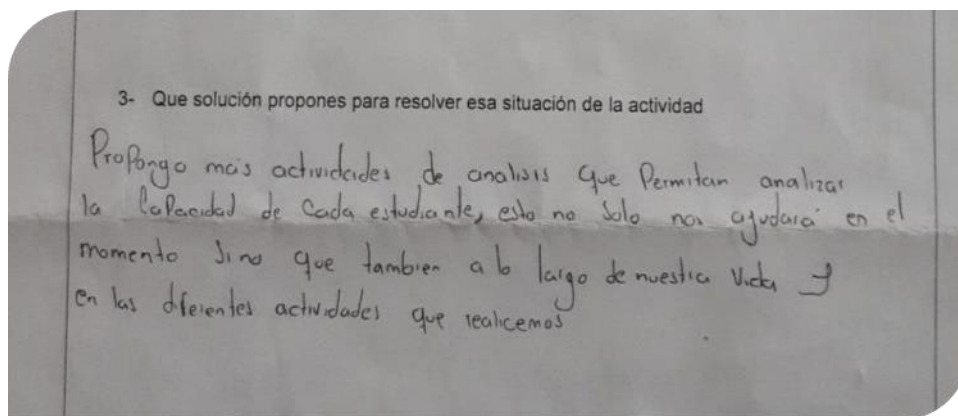 3- Que solución propones para resolver esa situación de la actividad
Propongo más actividades de analisis que Permitan analizar
la Capacidad de Cada estudiante, esto no Solo nos ayudará en el
momento Sino que tambien a lo largo de nuestra Vida y
en las diferentes actividades que realicemos